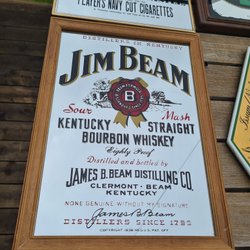 PLAYER'S NAVY CUT CIGARETTES
DISTILLERS IN KENTUCKY
JIM BEAM
B
Sour Mash
KENTUCKY STRAIGHT
BOURBON WHISKEY
Eighty Proof
Distilled and bottled by
JAMES B. BEAM DISTILLING CO.
CLERMONT · BEAM
KENTUCKY
NONE GENUINE WITHOUT MY SIGNATURE
James B. Beam
DISTILLERS SINCE 1795